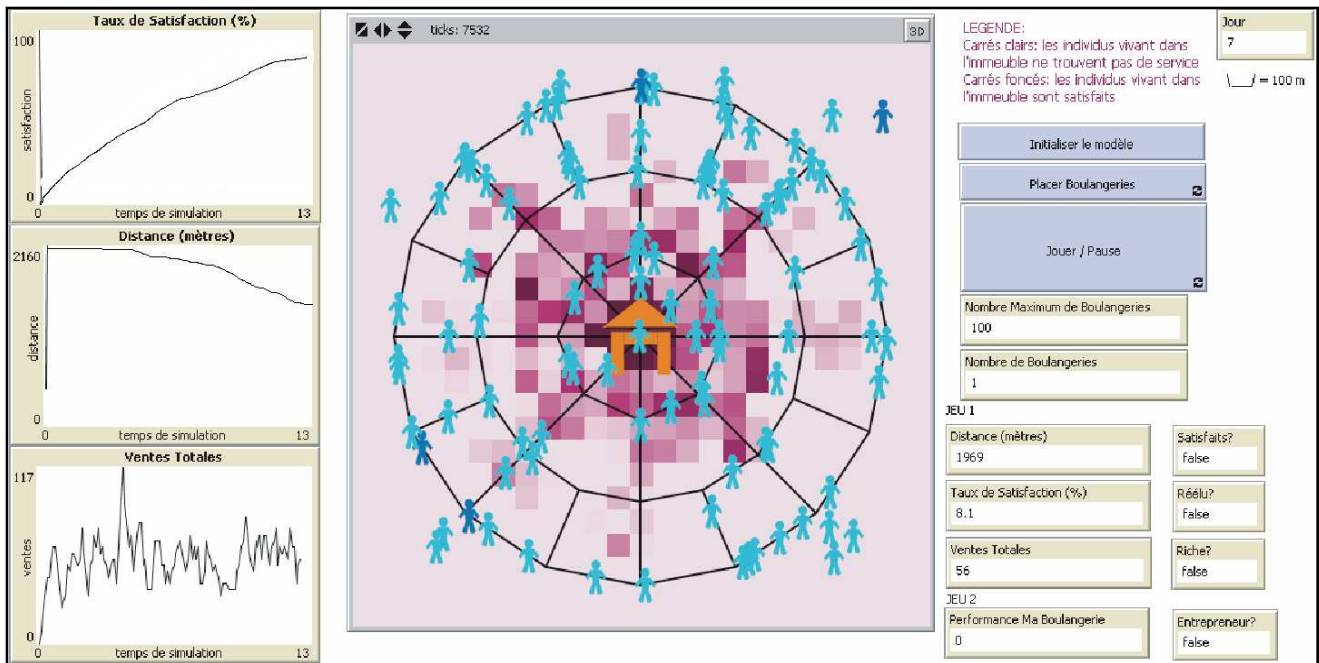 Taux de Satisfaction (%)
100
satisfaction
0
0
temps de simulation
13
Distance (mètres)
2160
distance
0
0
temps de simulation
13
Ventes Totales
117
ventes
0
0
temps de simulation
13
ticks: 7532
3D
LEGENDE:
Carrés clairs: les individus vivant dans
l'immeuble ne trouvent pas de service
Carrés foncés: les individus vivant dans
l'immeuble sont satisfaits
Jour
7
\___/ = 100 m
Initialiser le modèle
Placer Boulangeries
Jouer / Pause
Nombre Maximum de Boulangeries
100
Nombre de Boulangeries
1
JEU 1
Distance (mètres)
1969
Satisfaits?
false
Taux de Satisfaction (%)
8.1
Réélu?
false
Ventes Totales
56
Riche?
false
JEU 2
Performance Ma Boulangerie
0
Entrepreneur?
false